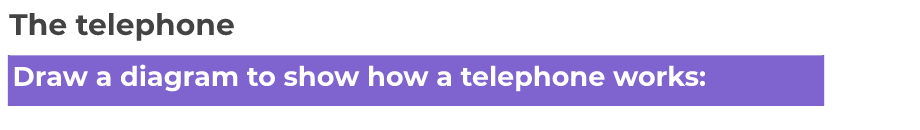 The telephone
Draw a diagram to show how a telephone works: